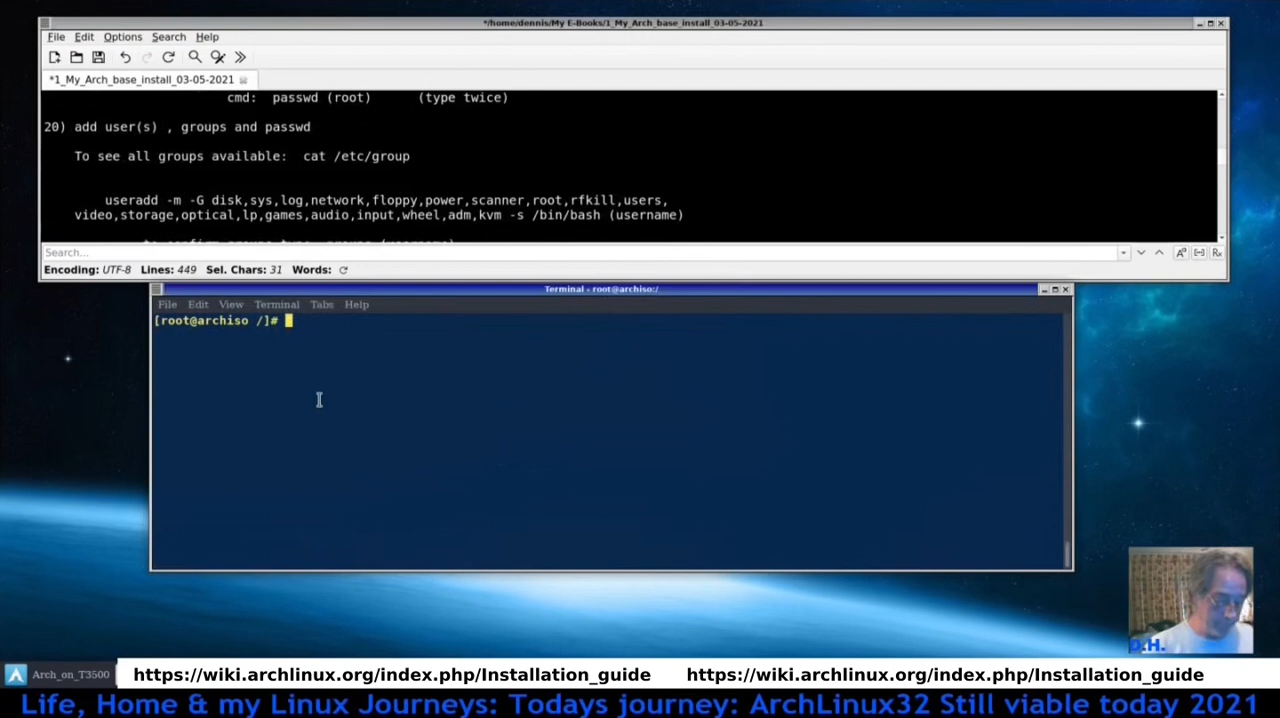 */home/dennis/My E-Books/1_My_Arch_base_install_03-05-2021
File Edit Options Search Help
*1_My_Arch_base_install_03-05-2021
cmd: passwd (root) (type twice)
20) add user(s) , groups and passwd
To see all groups available: cat /etc/group
useradd -m -G disk,sys,log,network,floppy,power,scanner,root,rfkill,users,
video,storage,optical,lp,games,audio,input,wheel,adm,kvm -s /bin/bash (username)
Search...
Encoding: UTF-8 Lines: 449 Sel. Chars: 31 Words:
Terminal - root@archiso:/
File Edit View Terminal Tabs Help
[root@archiso /]#
D.H.
Arch_on_T3500
https://wiki.archlinux.org/index.php/Installation_guide https://wiki.archlinux.org/index.php/Installation_guide
Life, Home & my Linux Journeys: Todays journey: ArchLinux32 Still viable today 2021